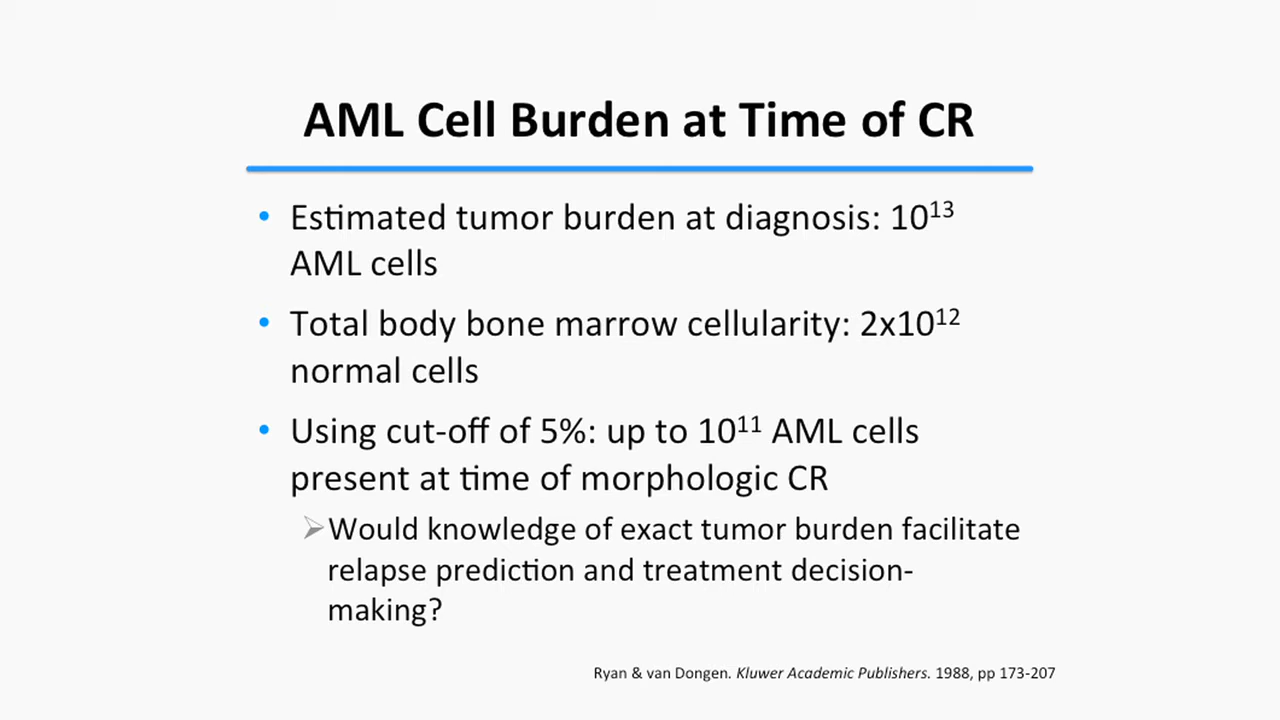 AML Cell Burden at Time of CR
• Estimated tumor burden at diagnosis: 10¹³
AML cells
• Total body bone marrow cellularity: 2x10¹²
normal cells
• Using cut-off of 5%: up to 10¹¹ AML cells
present at time of morphologic CR
➢Would knowledge of exact tumor burden facilitate
relapse prediction and treatment decision-
making?
Ryan & van Dongen. Kluwer Academic Publishers. 1988, pp 173-207